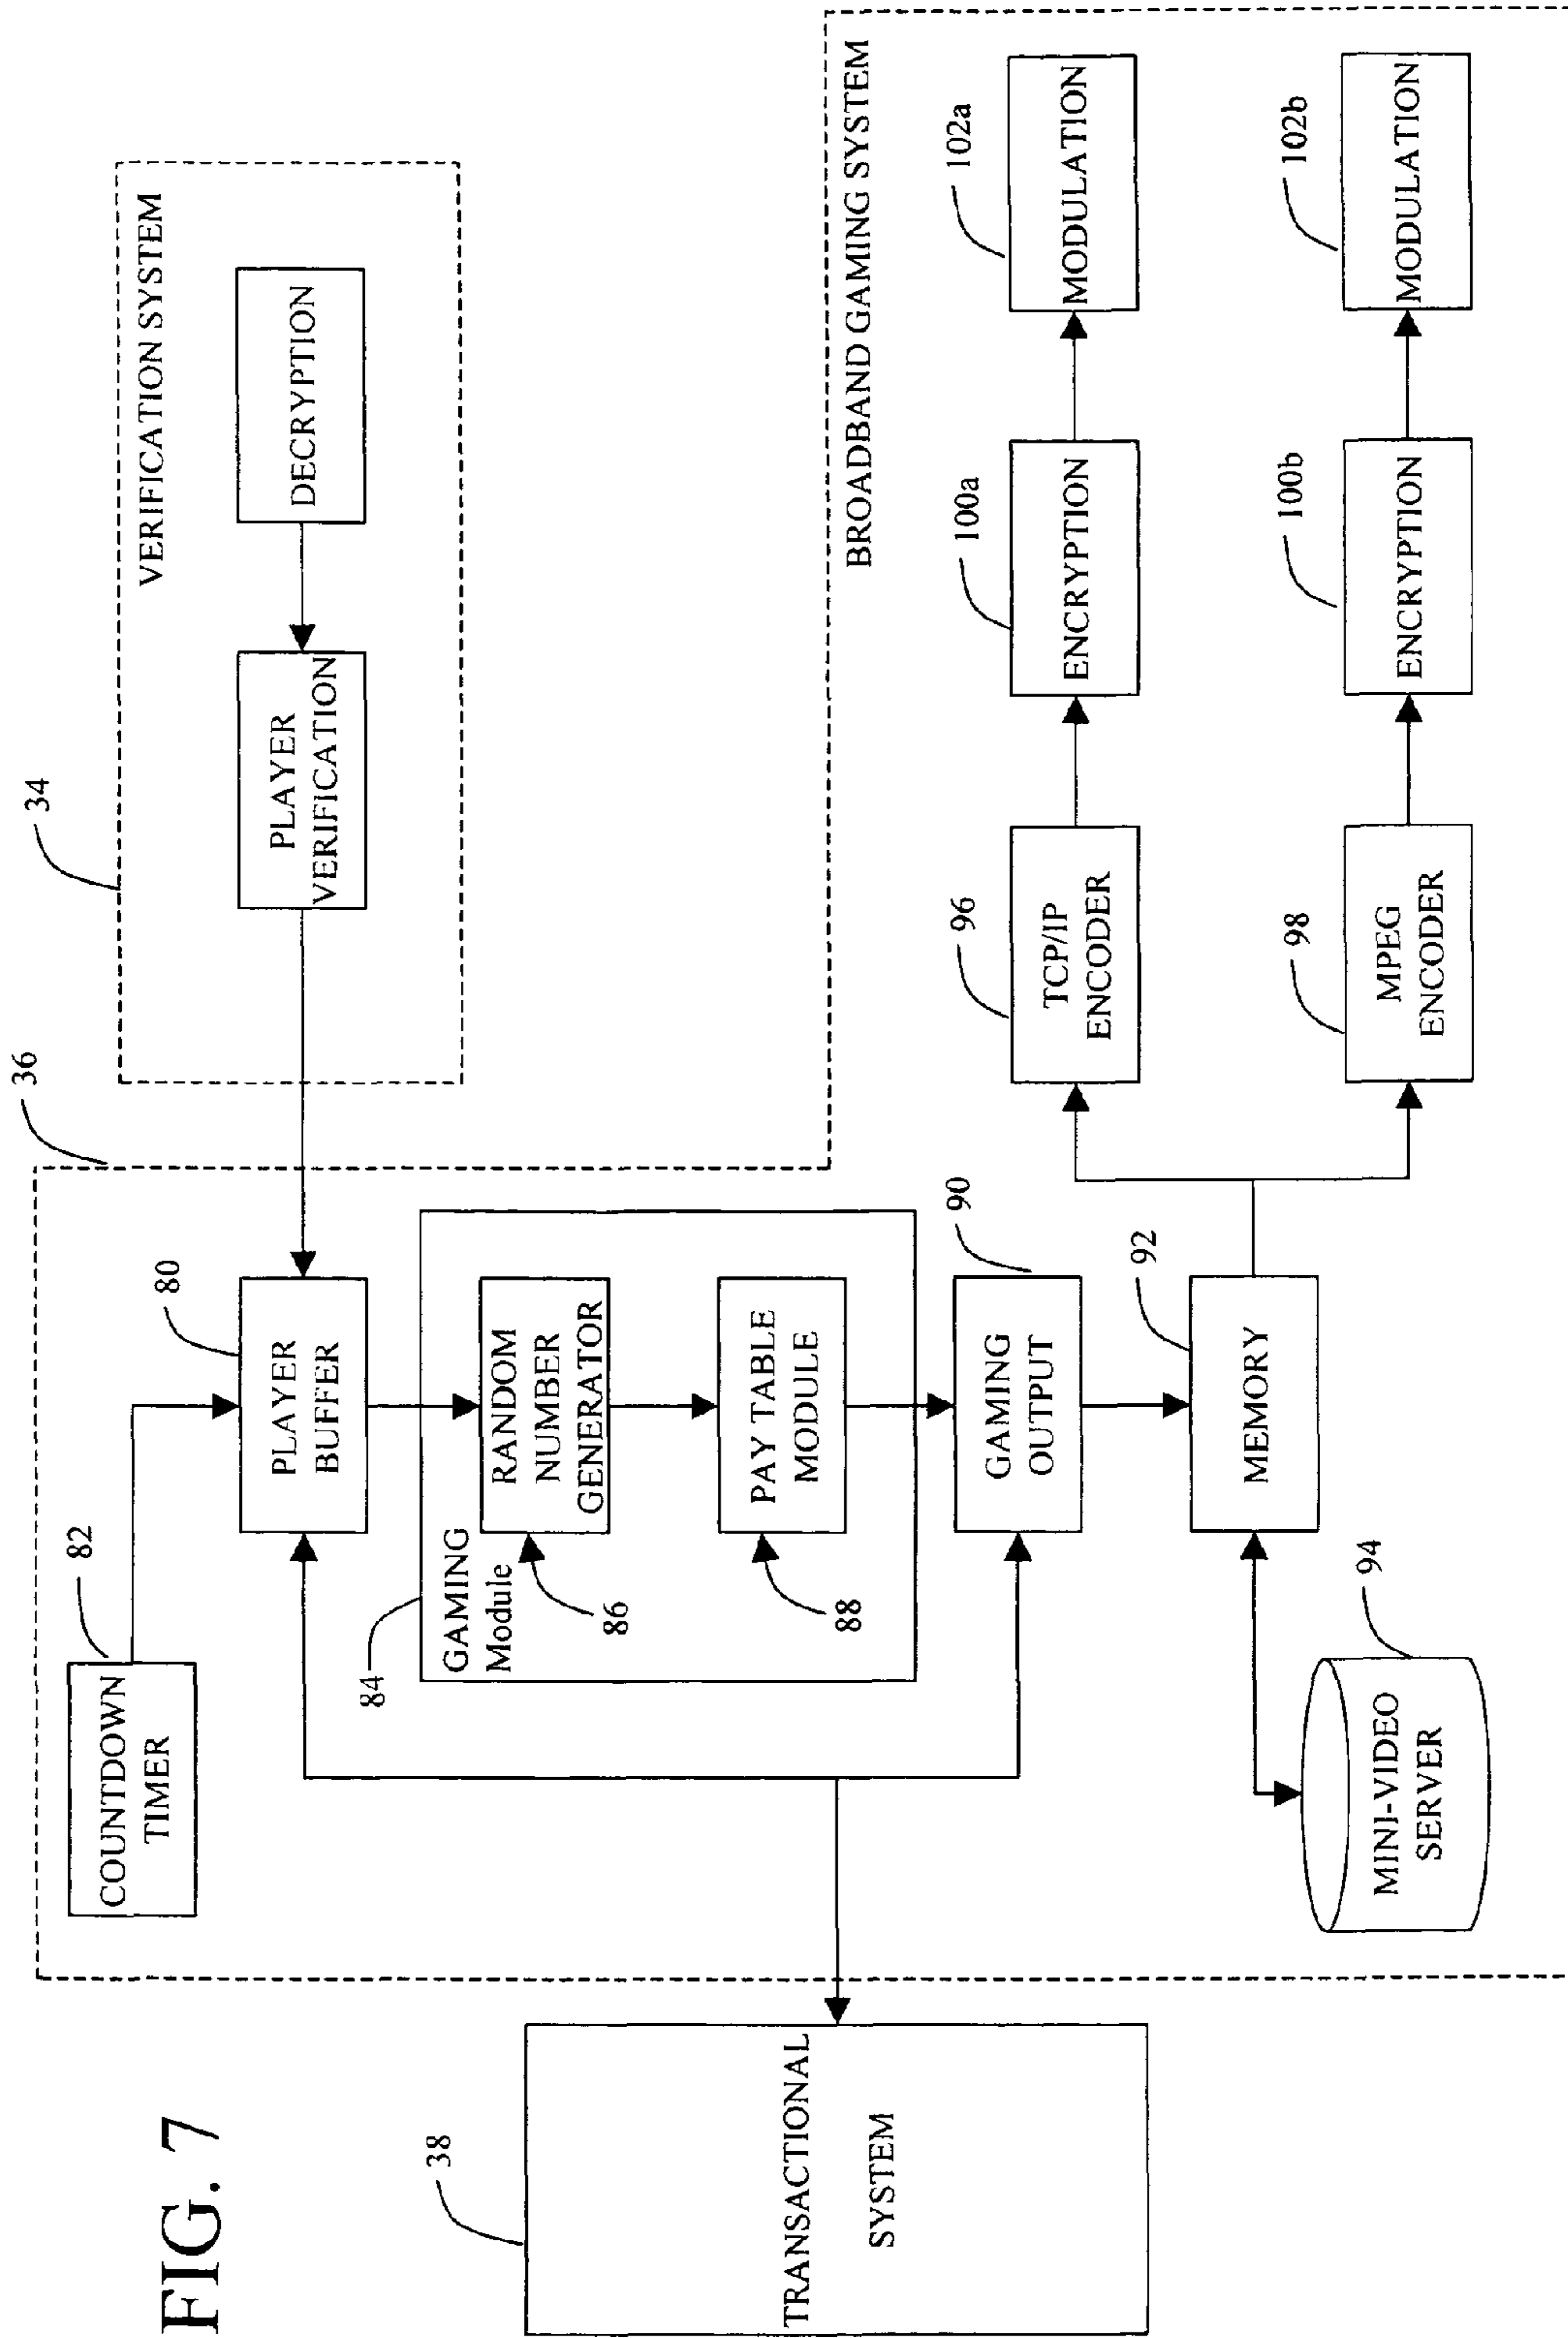 FIG. 7
38
TRANSACTIONAL
SYSTEM
36
82
COUNTDOWN
TIMER
80
PLAYER
BUFFER
84
GAMING
Module
RANDOM
NUMBER
GENERATOR
86
PAY TABLE
MODULE
88
90
GAMING
OUTPUT
92
MEMORY
94
MINI-VIDEO
SERVER
34
VERIFICATION SYSTEM
PLAYER
VERIFICATION
DECRYPTION
BROADBAND GAMING SYSTEM
96
TCP/IP
ENCODER
100a
ENCRYPTION
102a
MODULATION
98
MPEG
ENCODER
100b
ENCRYPTION
102b
MODULATION